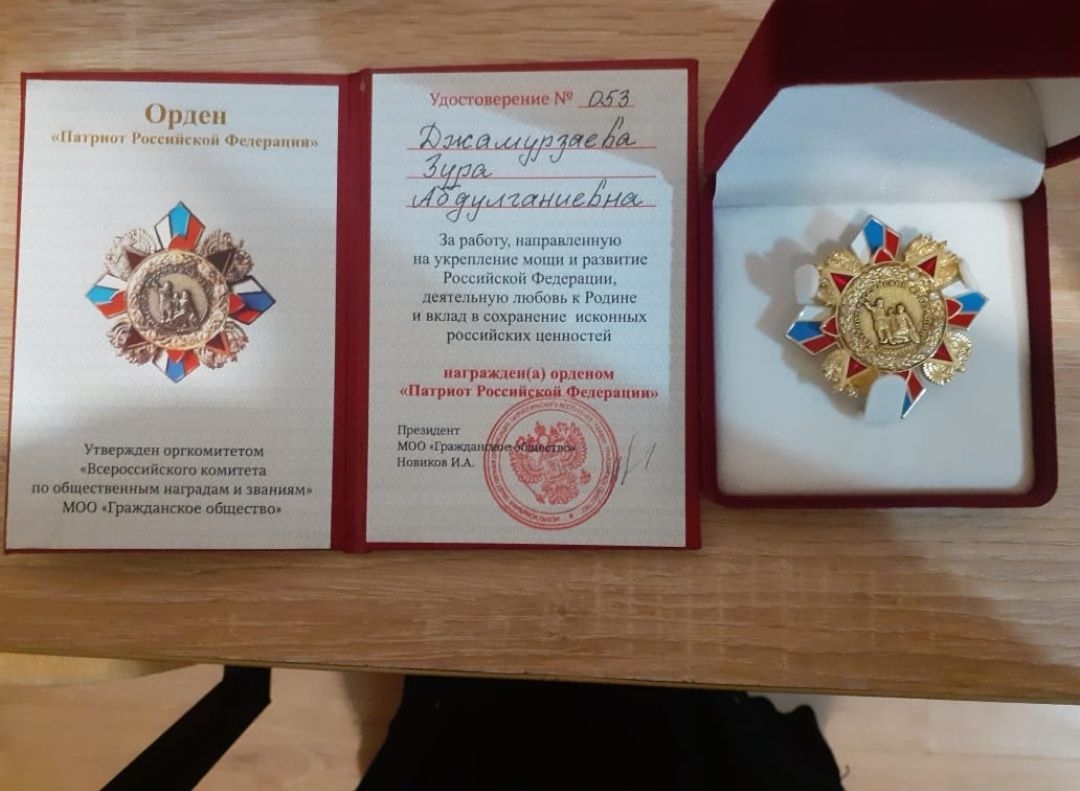 Орден
«Патриот Российской Федерации»
Утвержден оргкомитетом
«Всероссийского комитета
по общественным наградам и званиям»
МОО «Гражданское общество»
Удостоверение № 053
Джамурзаева
Зура
Абдулганиевна
За работу, направленную
на укрепление мощи и развитие
Российской Федерации,
деятельную любовь к Родине
и вклад в сохранение исконных
российских ценностей
награжден(а) орденом
«Патриот Российской Федерации»
Президент
МОО «Гражданское общество»
Новиков И.А.